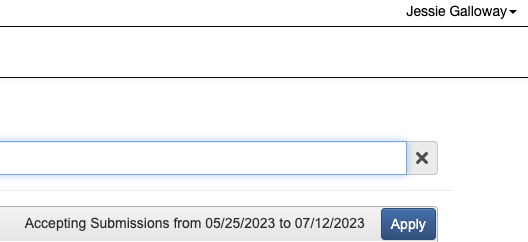 Jessie Galloway
Accepting Submissions from 05/25/2023 to 07/12/2023 Apply